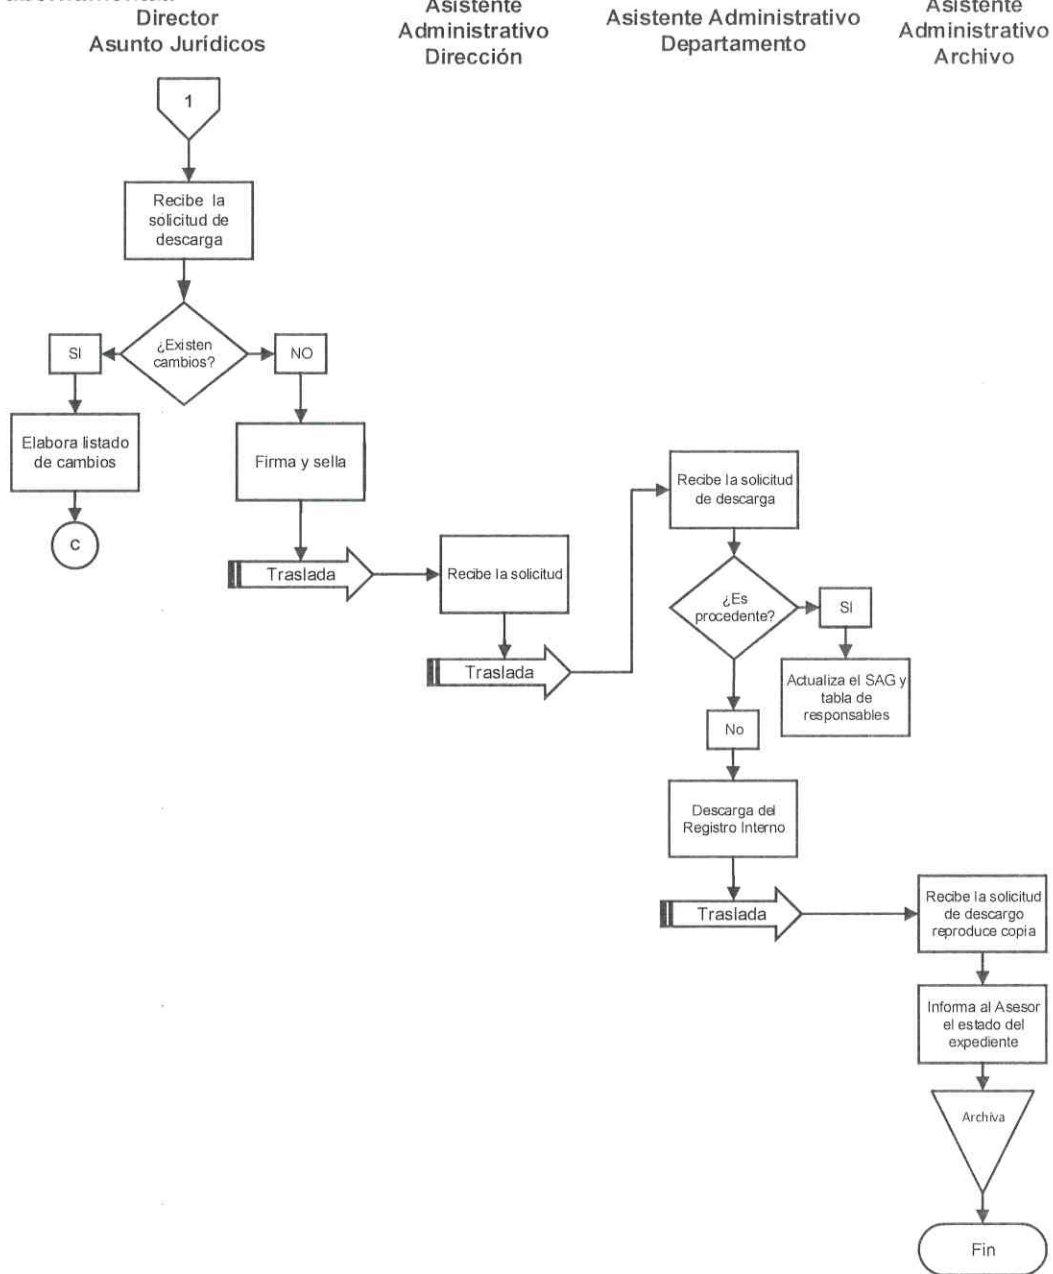 Director
Asunto Jurídicos
Asistente
Administrativo
Dirección
Asistente Administrativo
Departamento
Asistente
Administrativo
Archivo
1
Recibe la
solicitud de
descarga
¿Existen
cambios?
SI
NO
Elabora listado
de cambios
C
Firma y sella
Traslada
Recibe la solicitud
Traslada
Recibe la solicitud
de descarga
¿Es
procedente?
SI
Actualiza el SAG y
tabla de
responsables
No
Descarga del
Registro Interno
Traslada
Recibe la solicitud
de descargo
reproduce copia
Informa al Asesor
el estado del
expediente
Archiva
Fin